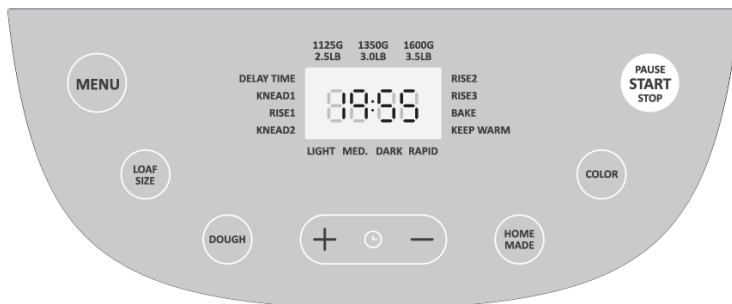 1125G 1350G 1600G
2.5LB 3.0LB 3.5LB
MENU
DELAY TIME
KNEAD1
RISE1
KNEAD2
19:55
RISE2
RISE3
BAKE
KEEP WARM
LIGHT MED. DARK RAPID
PAUSE
START
STOP
LOAF
SIZE
COLOR
DOUGH
+ −
HOME
MADE